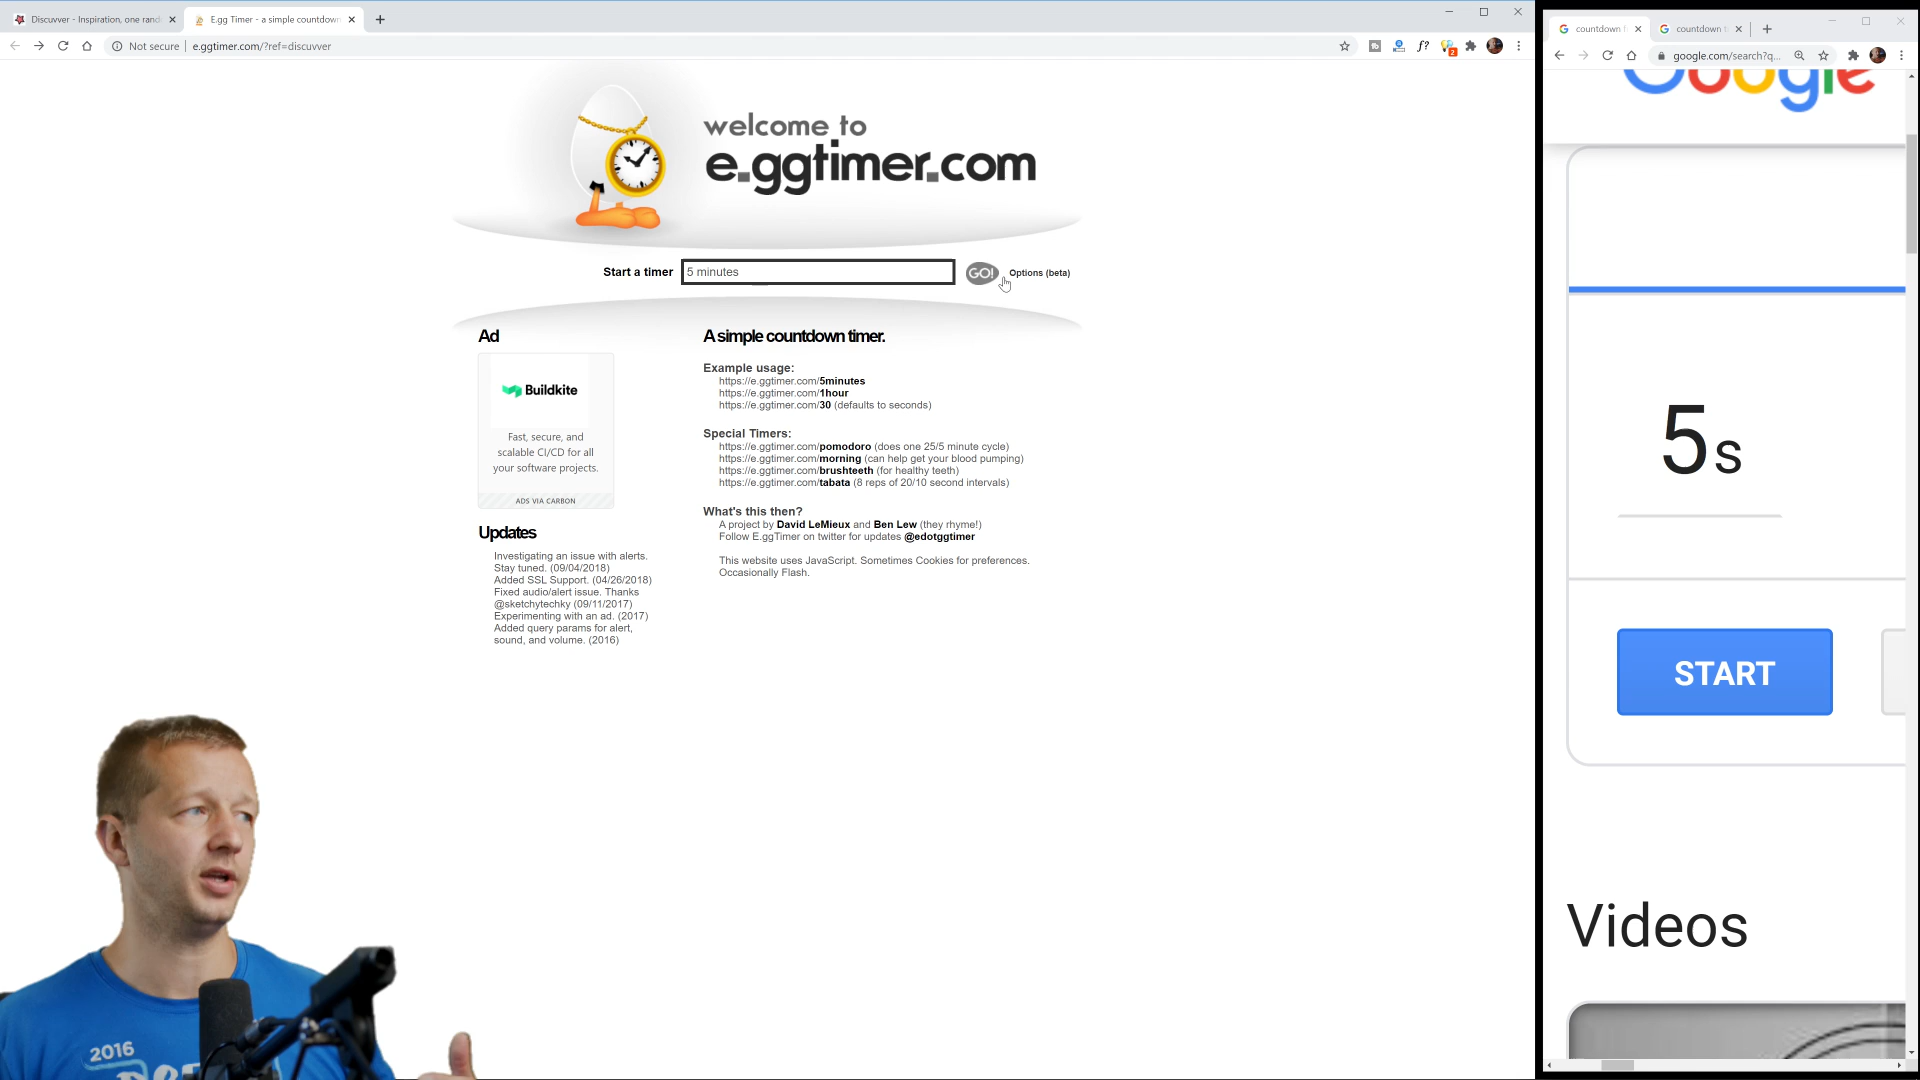 Discuvver - Inspiration, one rand
E.gg Timer - a simple countdown
Not secure
e.ggtimer.com/?ref=discuvver
f?
2
welcome to
e.ggtimer.com
Start a timer
5 minutes
GO!
Options (beta)
Ad
Buildkite
Fast, secure, and
scalable CI/CD for all
your software projects.
ADS VIA CARBON
Updates
Investigating an issue with alerts.
Stay tuned. (09/04/2018)
Added SSL Support. (04/26/2018)
Fixed audio/alert issue. Thanks
@sketchytechky (09/11/2017)
Experimenting with an ad. (2017)
Added query params for alert,
sound, and volume. (2016)
A simple countdown timer.
Example usage:
https://e.ggtimer.com/5minutes
https://e.ggtimer.com/1hour
https://e.ggtimer.com/30 (defaults to seconds)
Special Timers:
https://e.ggtimer.com/pomodoro (does one 25/5 minute cycle)
https://e.ggtimer.com/morning (can help get your blood pumping)
https://e.ggtimer.com/brushteeth (for healthy teeth)
https://e.ggtimer.com/tabata (8 reps of 20/10 second intervals)
What's this then?
A project by David LeMieux and Ben Lew (they rhyme!)
Follow E.ggTimer on twitter for updates @edotggtimer
This website uses JavaScript. Sometimes Cookies for preferences.
Occasionally Flash.
2016
countdown
countdown
google.com/search?q...
Google
5s
START
Videos